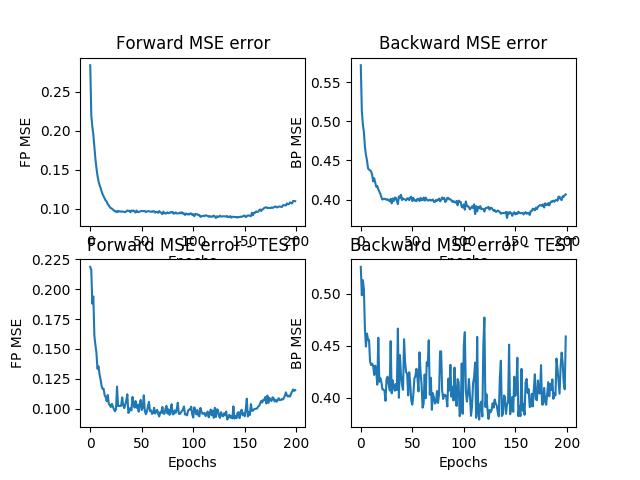 Forward MSE error
Backward MSE error
FP MSE
0.25
0.20
0.15
0.10
0 50 100 150 200
Epochs
BP MSE
0.55
0.50
0.45
0.40
0 50 100 150 200
Forward MSE error - TEST
Backward MSE error - TEST
FP MSE
0.225
0.200
0.175
0.150
0.125
0.100
0 50 100 150 200
Epochs
BP MSE
0.50
0.45
0.40
0 50 100 150 200
Epochs